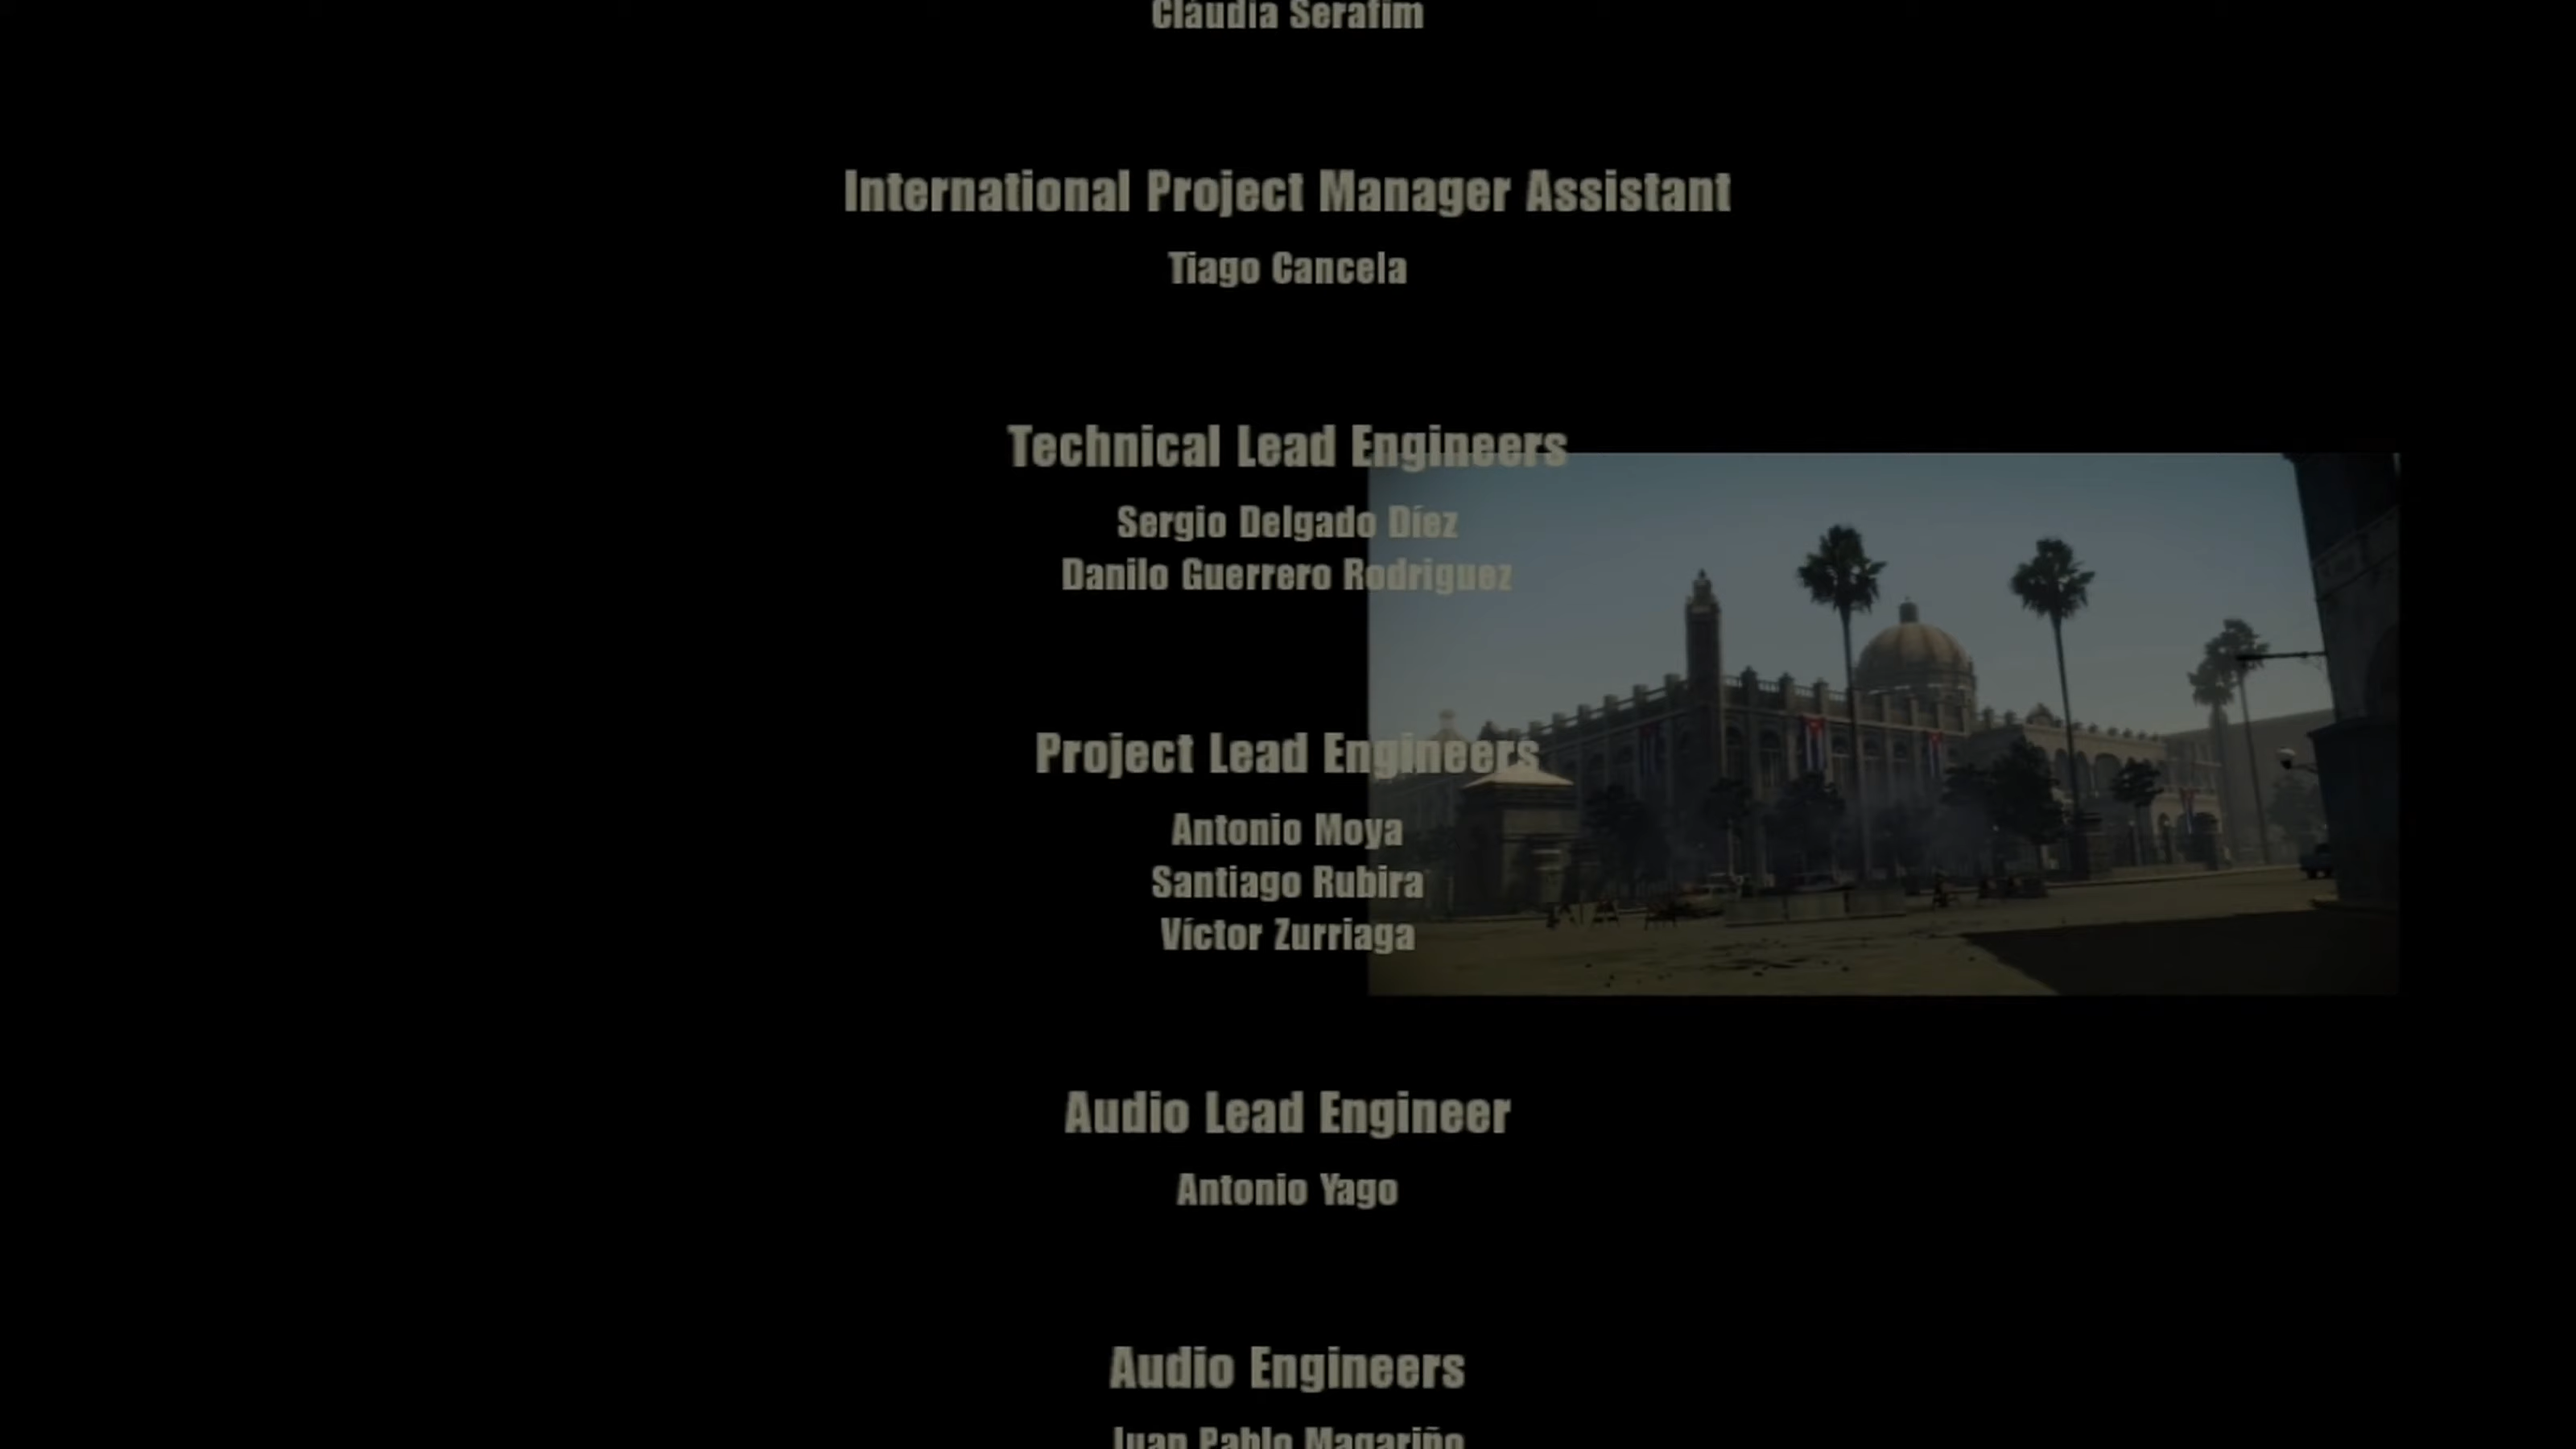 Cláudia Serafim
International Project Manager Assistant
Tiago Cancela
Technical Lead Engineers
Sergio Delgado Díez
Danilo Guerrero Rodriguez
Project Lead Engineers
Antonio Moya
Santiago Rubira
Víctor Zurriaga
Audio Lead Engineer
Antonio Yago
Audio Engineers
Juan Pablo Magariño